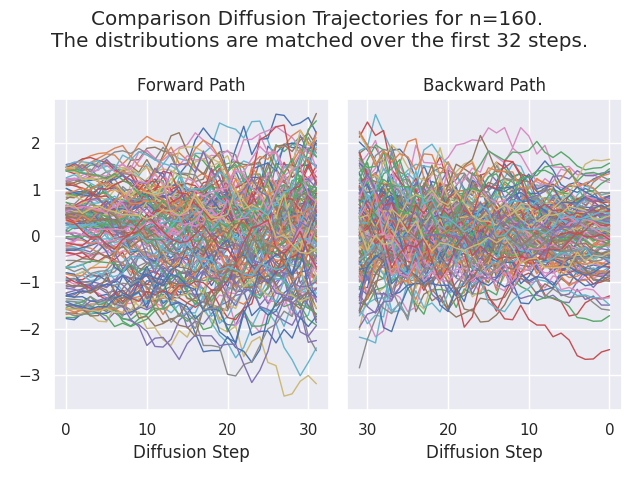 Comparison Diffusion Trajectories for n=160.
The distributions are matched over the first 32 steps.
Forward Path
Backward Path
2
1
0
−1
−2
−3
0 10 20 30
30 20 10 0
Diffusion Step
Diffusion Step